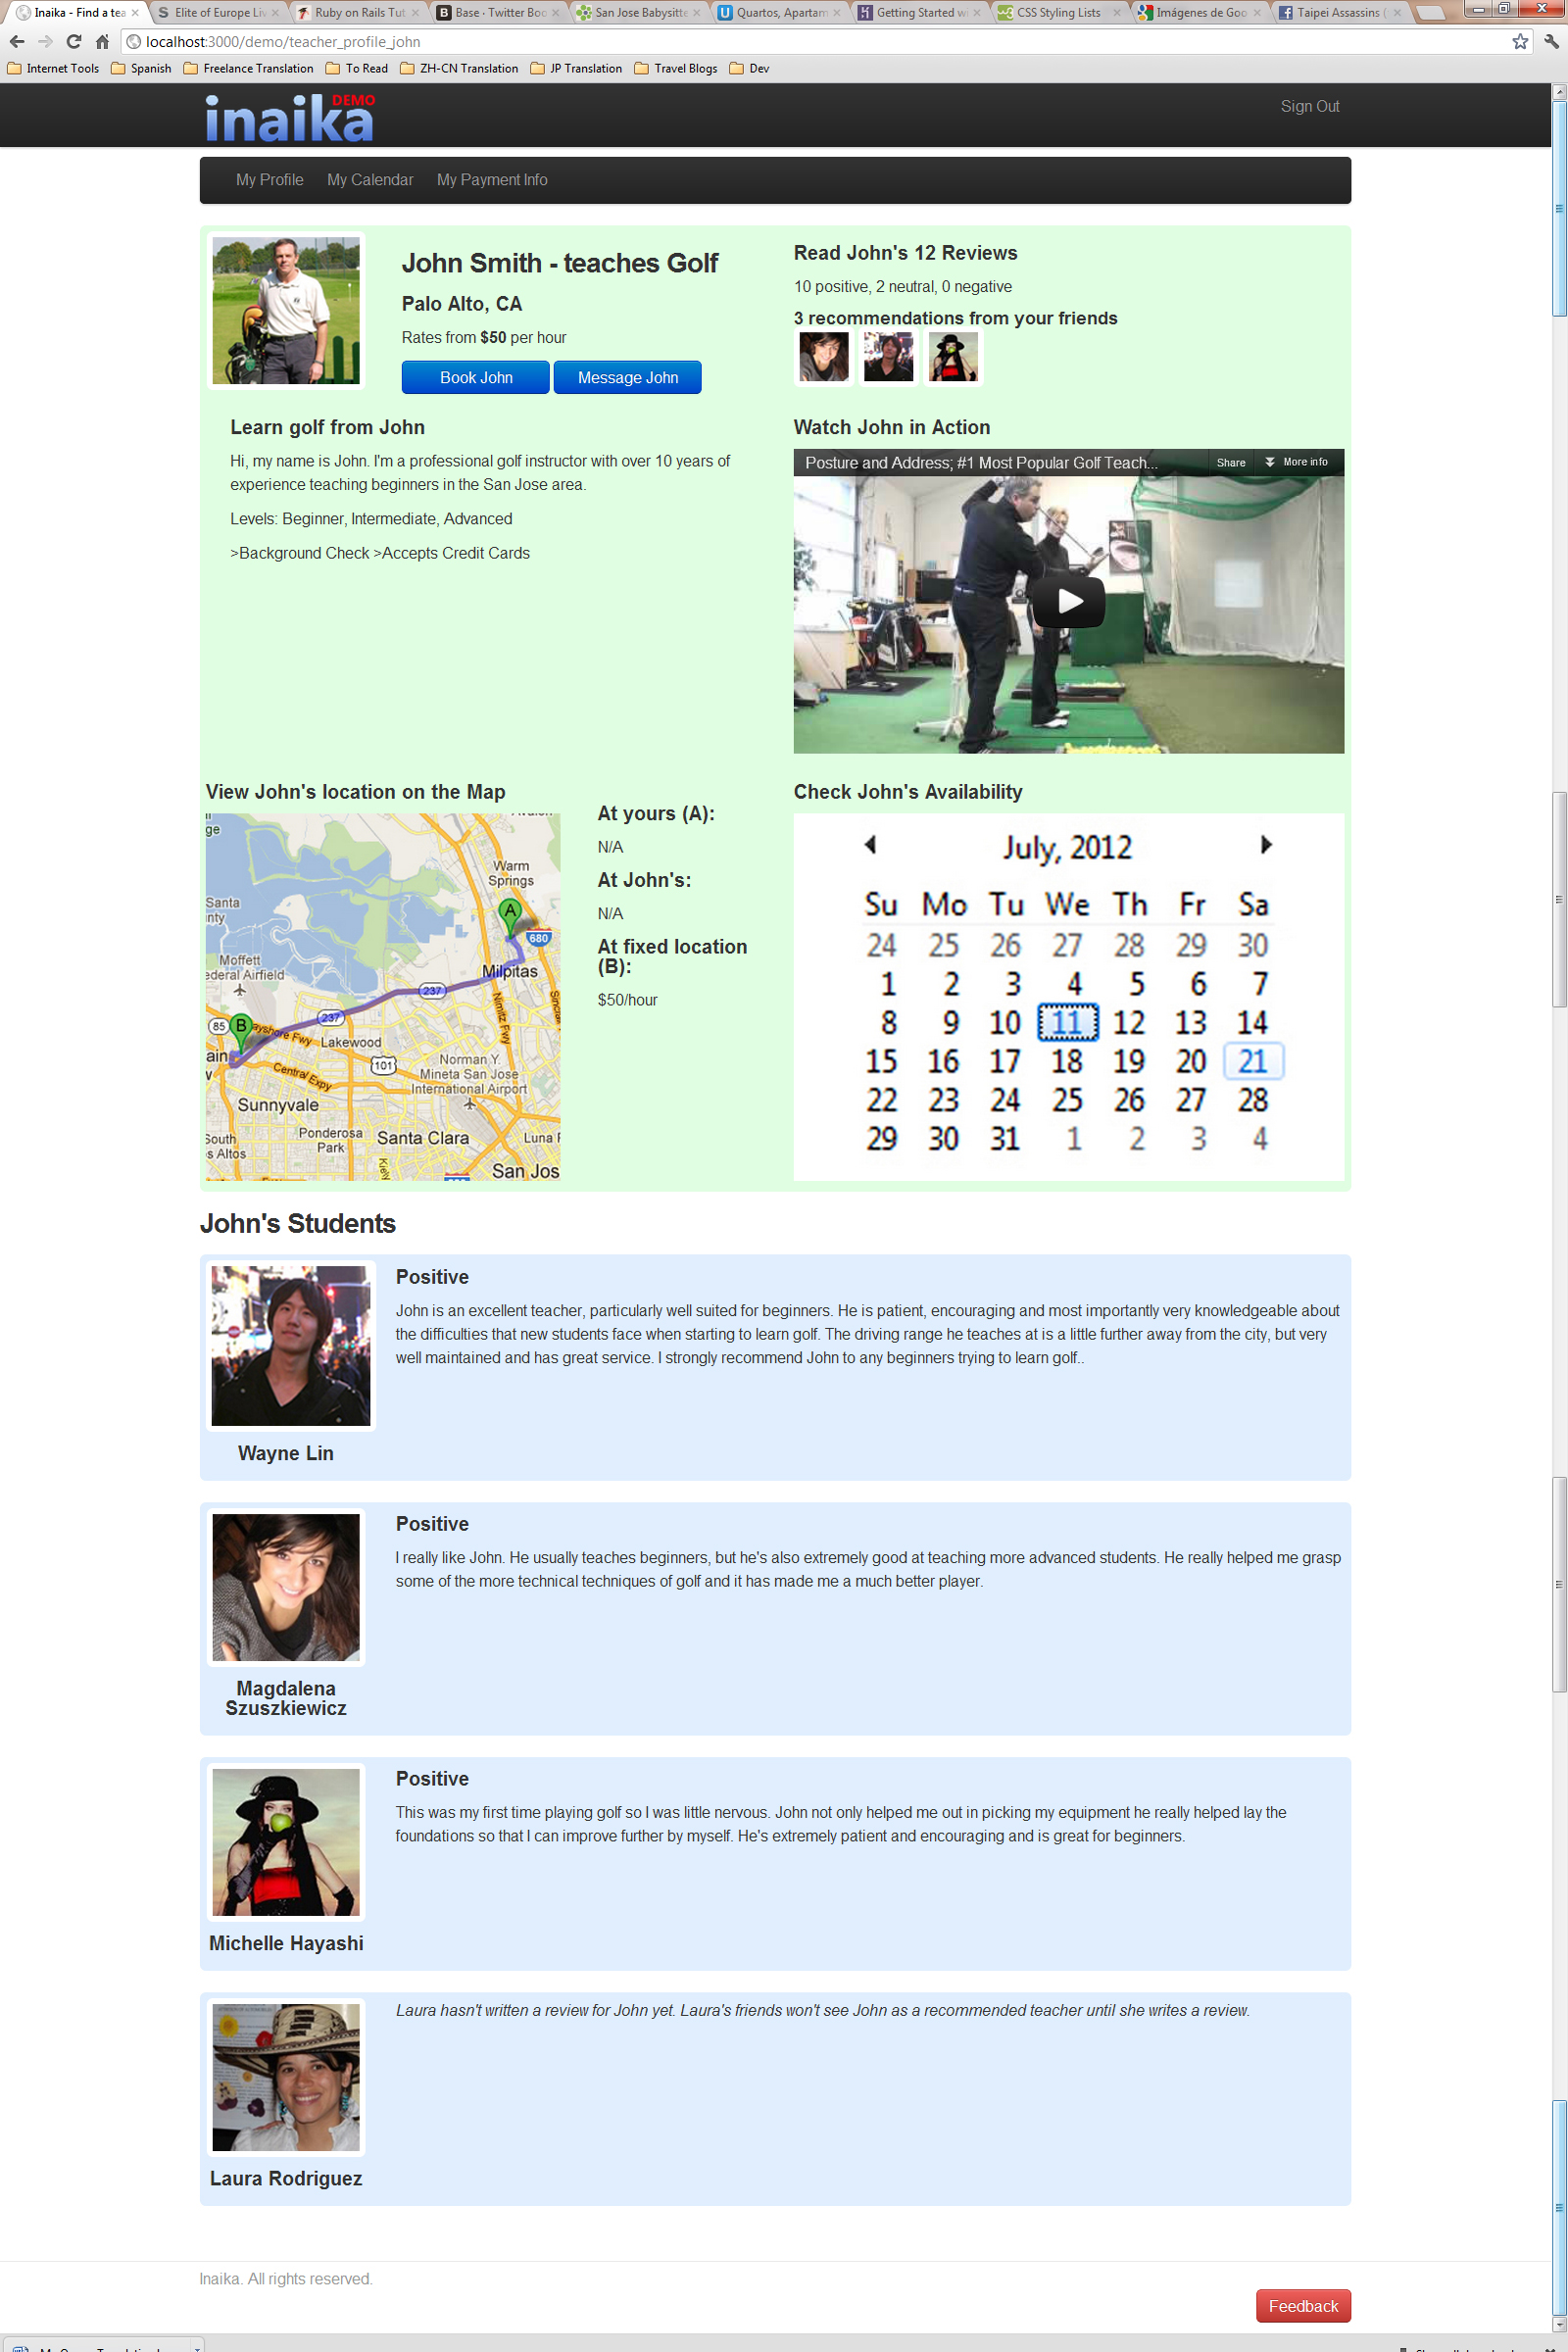 Inaika - Find a tea
Elite of Europe Liv
Ruby on Rails Tut
Base · Twitter Boo
San Jose Babysitte
Quartos, Apartam
Getting Started wi
CSS Styling Lists
Imágenes de Goo
Taipei Assassins (
localhost:3000/demo/teacher_profile_john
Internet Tools
Spanish
Freelance Translation
To Read
ZH-CN Translation
JP Translation
Travel Blogs
Dev
inaika DEMO
Sign Out
My Profile
My Calendar
My Payment Info
John Smith - teaches Golf
Palo Alto, CA
Rates from $50 per hour
Book John
Message John
Read John's 12 Reviews
10 positive, 2 neutral, 0 negative
3 recommendations from your friends
Learn golf from John
Hi, my name is John. I'm a professional golf instructor with over 10 years of
experience teaching beginners in the San Jose area.
Levels: Beginner, Intermediate, Advanced
>Background Check >Accepts Credit Cards
Watch John in Action
Posture and Address; #1 Most Popular Golf Teach...
Share
More info
View John's location on the Map
Warm
Springs
Santa
nty
A
680
Moffett
ederal Airfield
Milpitas
237
237
85
B
ayshore Fwy
Lakewood
Nimitz Fwy
ain
101
Norman Y.
Mineta San Jose
International Airport
Central Expy
Sunnyvale
South
s Altos
Ponderosa
Park
Santa Clara
Luna
San Jos
At yours (A):
N/A
At John's:
N/A
At fixed location
(B):
$50/hour
Check John's Availability
July, 2012
Su Mo Tu We Th Fr Sa
24 25 26 27 28 29 30
1 2 3 4 5 6 7
8 9 10 11 12 13 14
15 16 17 18 19 20 21
22 23 24 25 26 27 28
29 30 31 1 2 3 4
John's Students
Positive
John is an excellent teacher, particularly well suited for beginners. He is patient, encouraging and most importantly very knowledgeable about
the difficulties that new students face when starting to learn golf. The driving range he teaches at is a little further away from the city, but very
well maintained and has great service. I strongly recommend John to any beginners trying to learn golf..
Wayne Lin
Positive
I really like John. He usually teaches beginners, but he's also extremely good at teaching more advanced students. He really helped me grasp
some of the more technical techniques of golf and it has made me a much better player.
Magdalena
Szuszkiewicz
Positive
This was my first time playing golf so I was little nervous. John not only helped me out in picking my equipment he really helped lay the
foundations so that I can improve further by myself. He's extremely patient and encouraging and is great for beginners.
Michelle Hayashi
Laura hasn't written a review for John yet. Laura's friends won't see John as a recommended teacher until she writes a review.
Laura Rodriguez
Inaika. All rights reserved.
Feedback